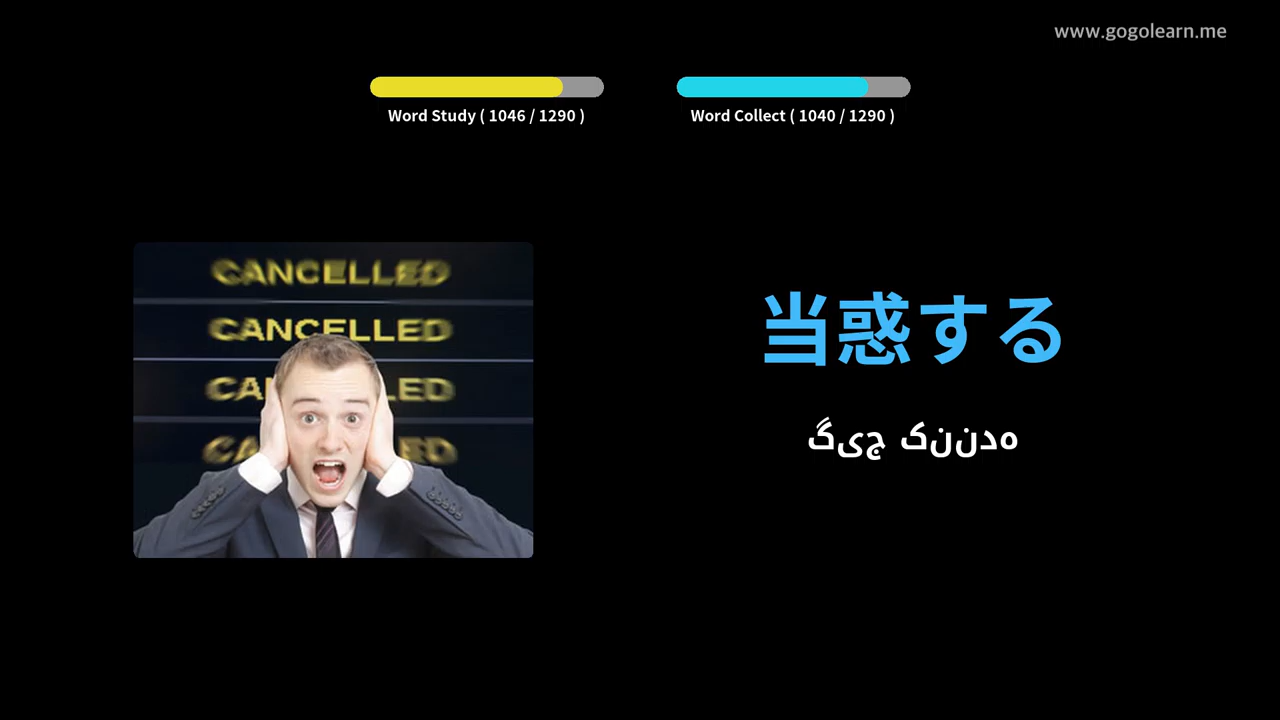 www.gogolearn.me
Word Study ( 1046 / 1290 )
Word Collect ( 1040 / 1290 )
CANCELLED
CANCELLED
当惑する
گیج کننده